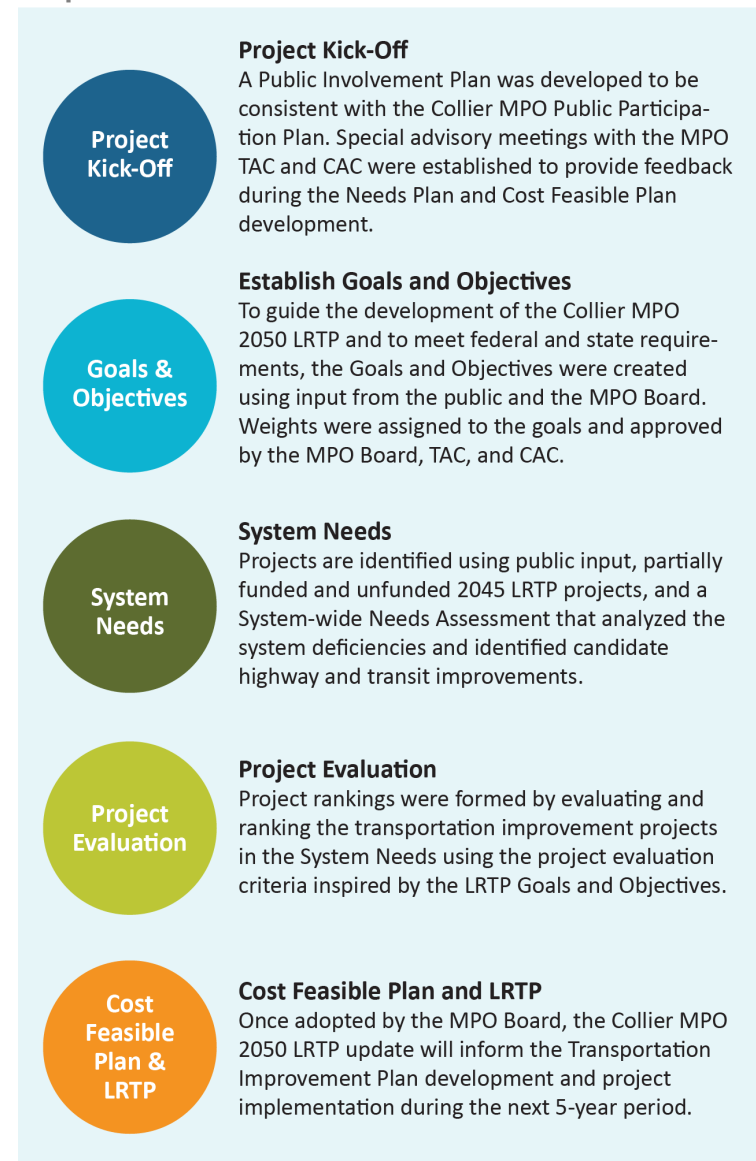 Project
Kick-Off
Project Kick-Off
A Public Involvement Plan was developed to be
consistent with the Collier MPO Public Participa-
tion Plan. Special advisory meetings with the MPO
TAC and CAC were established to provide feedback
during the Needs Plan and Cost Feasible Plan
development.
Goals &
Objectives
Establish Goals and Objectives
To guide the development of the Collier MPO
2050 LRTP and to meet federal and state require-
ments, the Goals and Objectives were created
using input from the public and the MPO Board.
Weights were assigned to the goals and approved
by the MPO Board, TAC, and CAC.
System
Needs
System Needs
Projects are identified using public input, partially
funded and unfunded 2045 LRTP projects, and a
System-wide Needs Assessment that analyzed the
system deficiencies and identified candidate
highway and transit improvements.
Project
Evaluation
Project Evaluation
Project rankings were formed by evaluating and
ranking the transportation improvement projects
in the System Needs using the project evaluation
criteria inspired by the LRTP Goals and Objectives.
Cost
Feasible
Plan &
LRTP
Cost Feasible Plan and LRTP
Once adopted by the MPO Board, the Collier MPO
2050 LRTP update will inform the Transportation
Improvement Plan development and project
implementation during the next 5-year period.